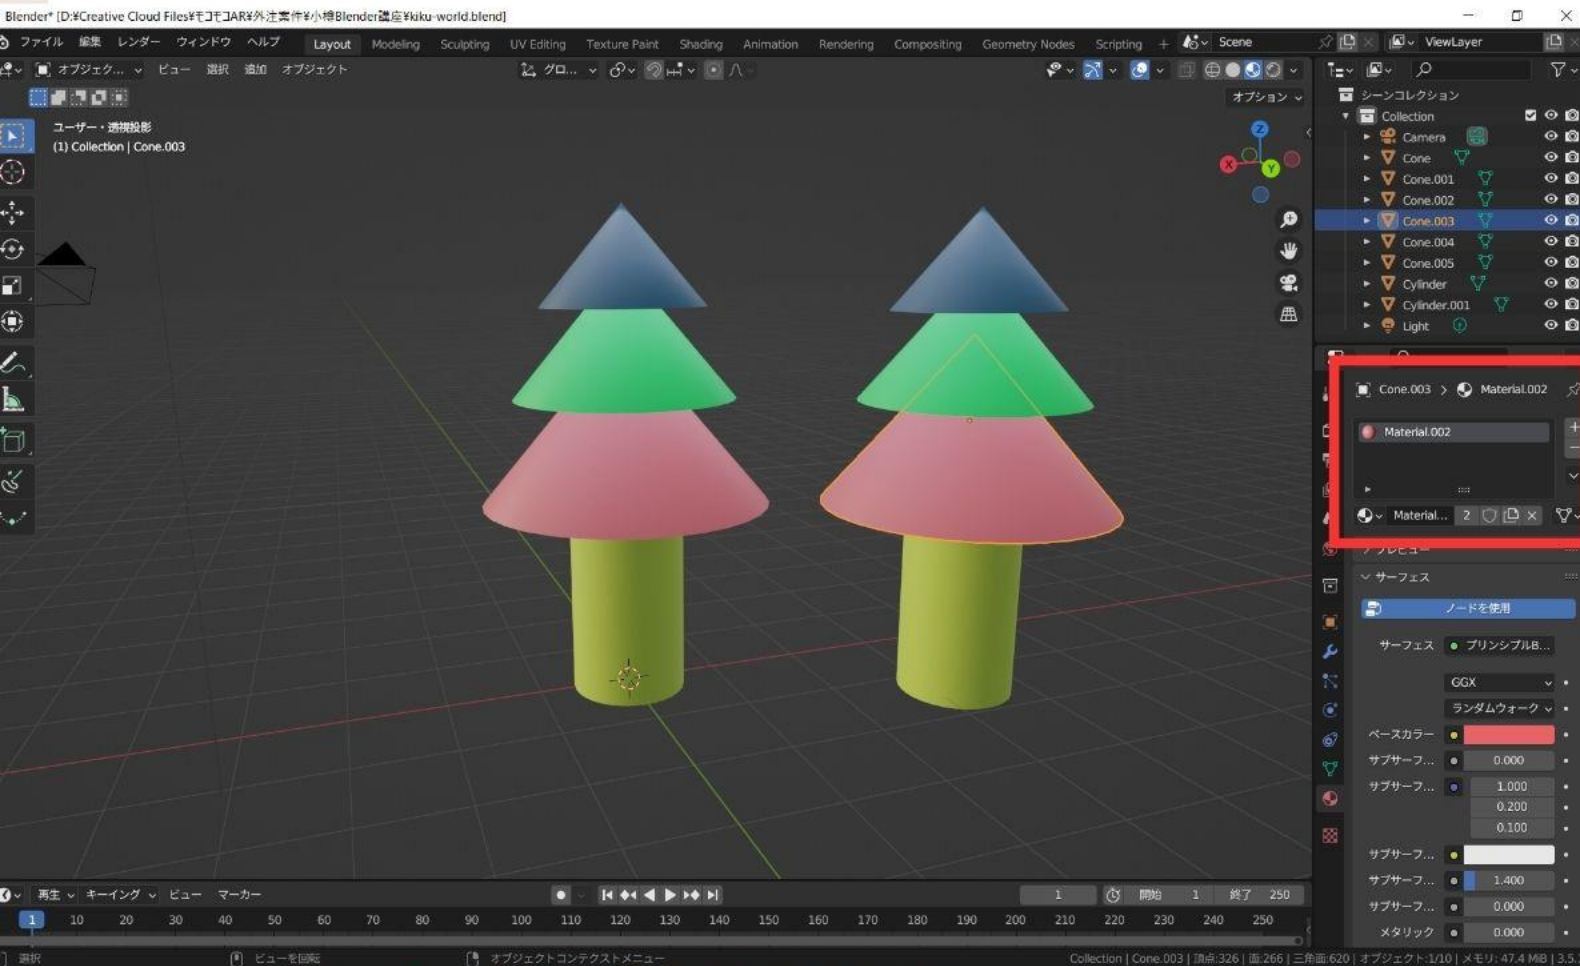 Blender* [D:¥Creative Cloud Files¥モコモコAR¥外注案件¥小樽Blender講座¥kiku-world.blend]
ファイル 編集 レンダー ウィンドウ ヘルプ Layout Modeling Sculpting UV Editing Texture Paint Shading Animation Rendering Compositing Geometry Nodes Scripting + Scene ViewLayer
オブジェク... ビュー 選択 追加 オブジェクト グロ...
オプション
ユーザー・透視投影
(1) Collection | Cone.003
Z
X
Y
シーンコレクション
Collection
Camera
Cone
Cone.001
Cone.002
Cone.003
Cone.004
Cone.005
Cylinder
Cylinder.001
Light
Cone.003 > Material.002
Material.002
Material... 2
プレビュー
サーフェス
ノードを使用
サーフェス プリンシプルB...
GGX
ランダムウォーク
ベースカラー
サブサーフ... 0.000
サブサーフ... 1.000
0.200
0.100
サブサーフ...
サブサーフ... 1.400
サブサーフ... 0.000
メタリック 0.000
再生 キーイング ビュー マーカー 1 開始 1 終了 250
1 10 20 30 40 50 60 70 80 90 100 110 120 130 140 150 160 170 180 190 200 210 220 230 240 250
選択 ビューを回転 オブジェクトコンテクストメニュー Collection | Cone.003 | 頂点:326 | 面:266 | 三角面:620 | オブジェクト:1/10 | メモリ: 47.4 MiB | 3.5.